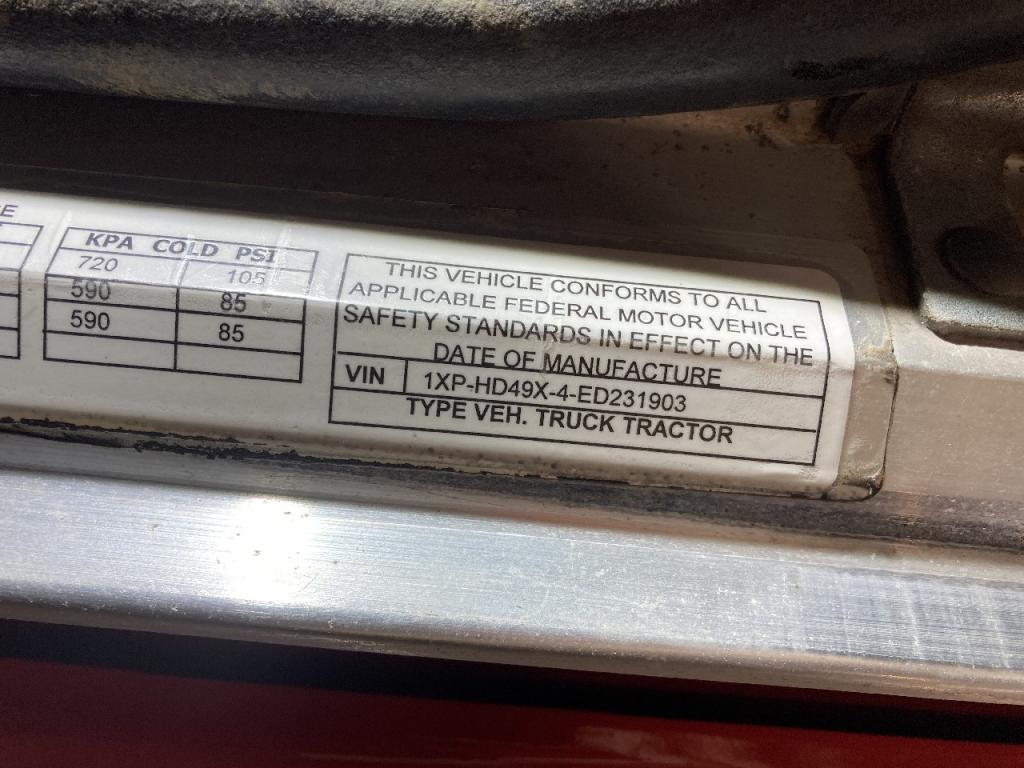 KPA COLD PSI
720 105
590 85
590 85
THIS VEHICLE CONFORMS TO ALL
APPLICABLE FEDERAL MOTOR VEHICLE
SAFETY STANDARDS IN EFFECT ON THE
DATE OF MANUFACTURE
VIN 1XP-HD49X-4-ED231903
TYPE VEH. TRUCK TRACTOR